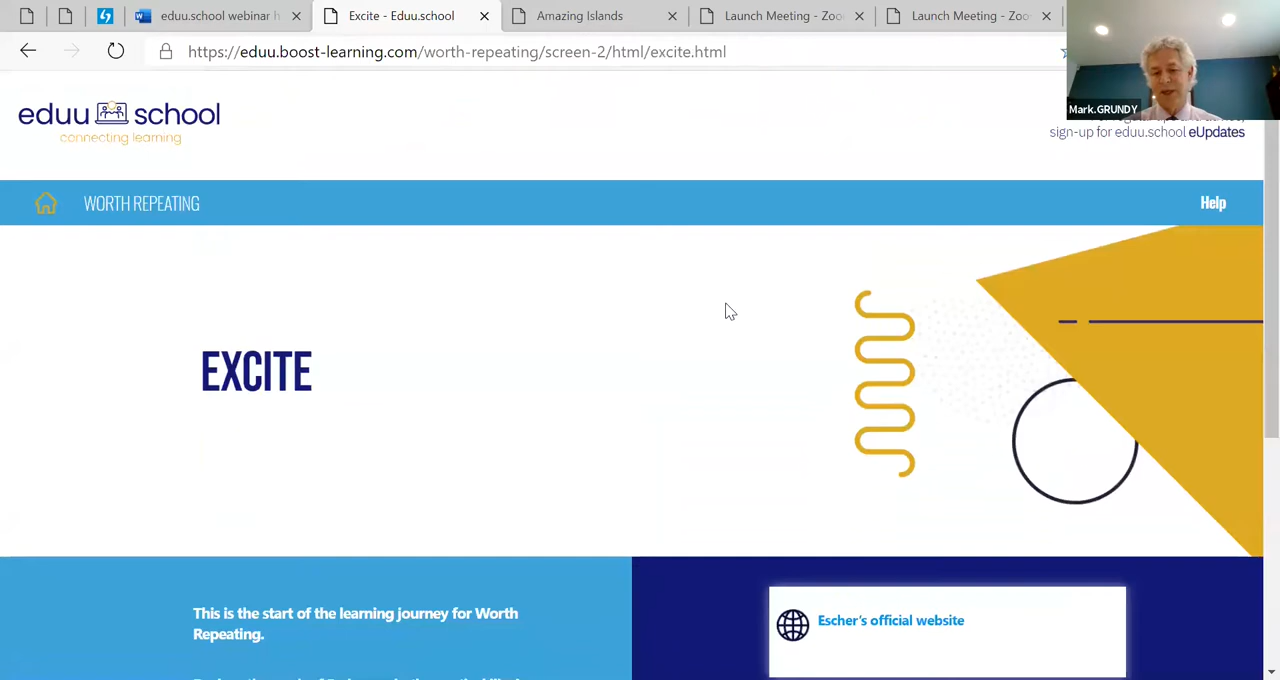 eduu.school webinar h
Excite - Eduu.school
Amazing Islands
Launch Meeting - Zoo
Launch Meeting - Zoo
https://eduu.boost-learning.com/worth-repeating/screen-2/html/excite.html
Mark.GRUNDY
eduu school
connecting learning
sign-up for eduu.school eUpdates
WORTH REPEATING
Help
EXCITE
This is the start of the learning journey for Worth
Repeating.
Escher's official website